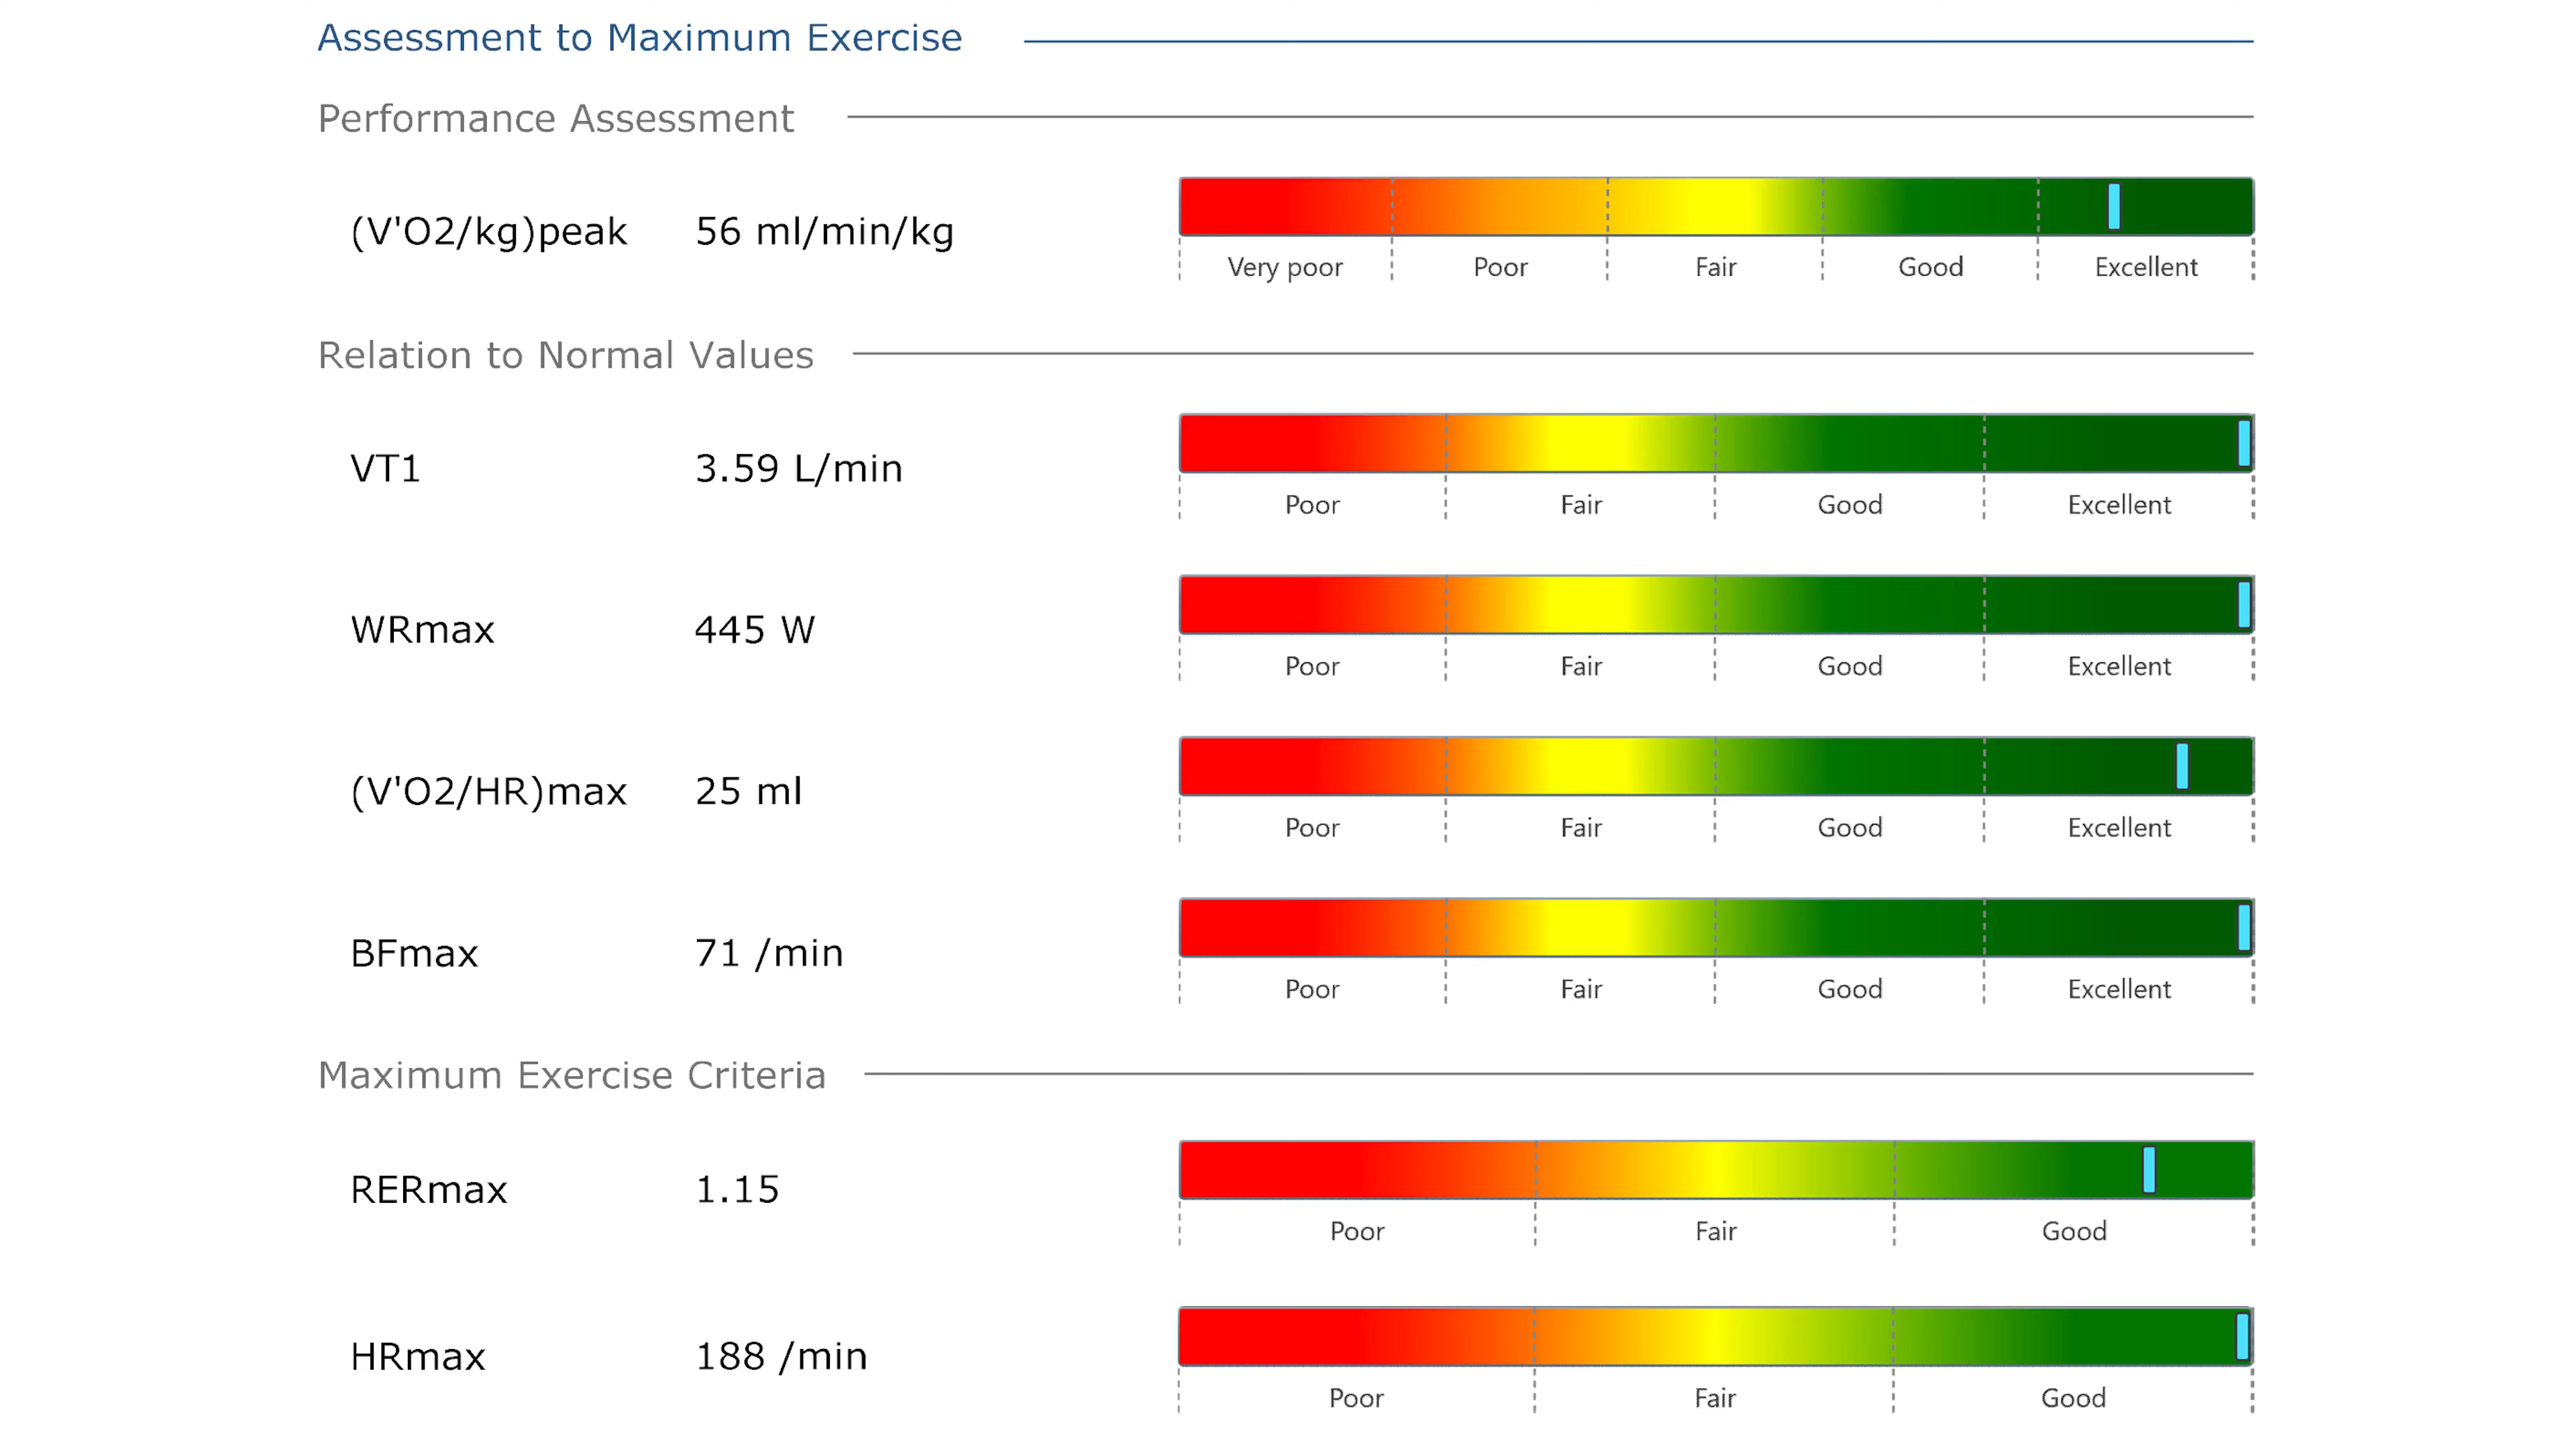 Assessment to Maximum Exercise
Performance Assessment
(V'O2/kg)peak 56 ml/min/kg
Very poor Poor Fair Good Excellent
Relation to Normal Values
VT1 3.59 L/min
Poor Fair Good Excellent
WRmax 445 W
Poor Fair Good Excellent
(V'O2/HR)max 25 ml
Poor Fair Good Excellent
BFmax 71 /min
Poor Fair Good Excellent
Maximum Exercise Criteria
RERmax 1.15
Poor Fair Good
HRmax 188 /min
Poor Fair Good